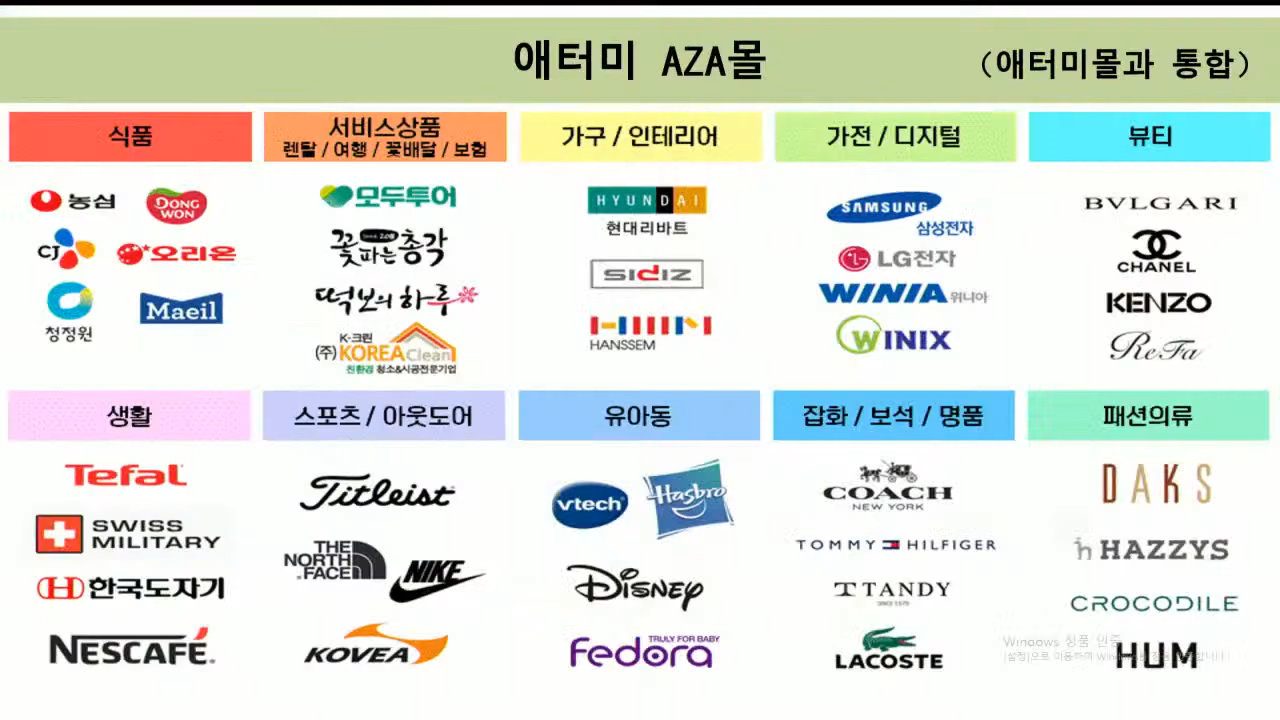 애터미 AZA몰
(애터미몰과 통합)
식품
서비스상품
렌탈 / 여행 / 꽃배달 / 보험
가구 / 인테리어
가전 / 디지털
뷰티
농심
DONG WON
CJ
오리온
청정원
Maeil
모두투어
꽃파는총각
떡보의하루
K-크린
(주)KOREA Clean
친환경 청소&시공전문기업
HYUNDAI
현대리바트
SIDIZ
HANSSEM
SAMSUNG
삼성전자
LG전자
WINIA 위니아
WINIX
BVLGARI
CHANEL
KENZO
ReFa
생활
스포츠 / 아웃도어
유아동
잡화 / 보석 / 명품
패션의류
Tefal
SWISS
MILITARY
한국도자기
NESCAFÉ
Titleist
THE
NORTH
FACE
NIKE
KOVEA
vtech
Hasbro
DISNEY
TRULY FOR BABY
Fedora
COACH
NEW YORK
TOMMY HILFIGER
TANDY
LACOSTE
DAKS
HAZZYS
CROCODILE
Windows 정품 인증
HUM